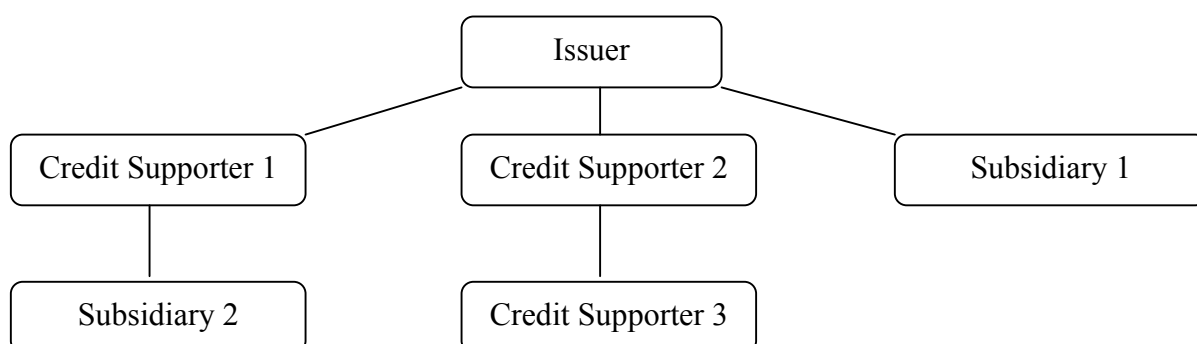 Issuer
Credit Supporter 1
Credit Supporter 2
Subsidiary 1
Subsidiary 2
Credit Supporter 3